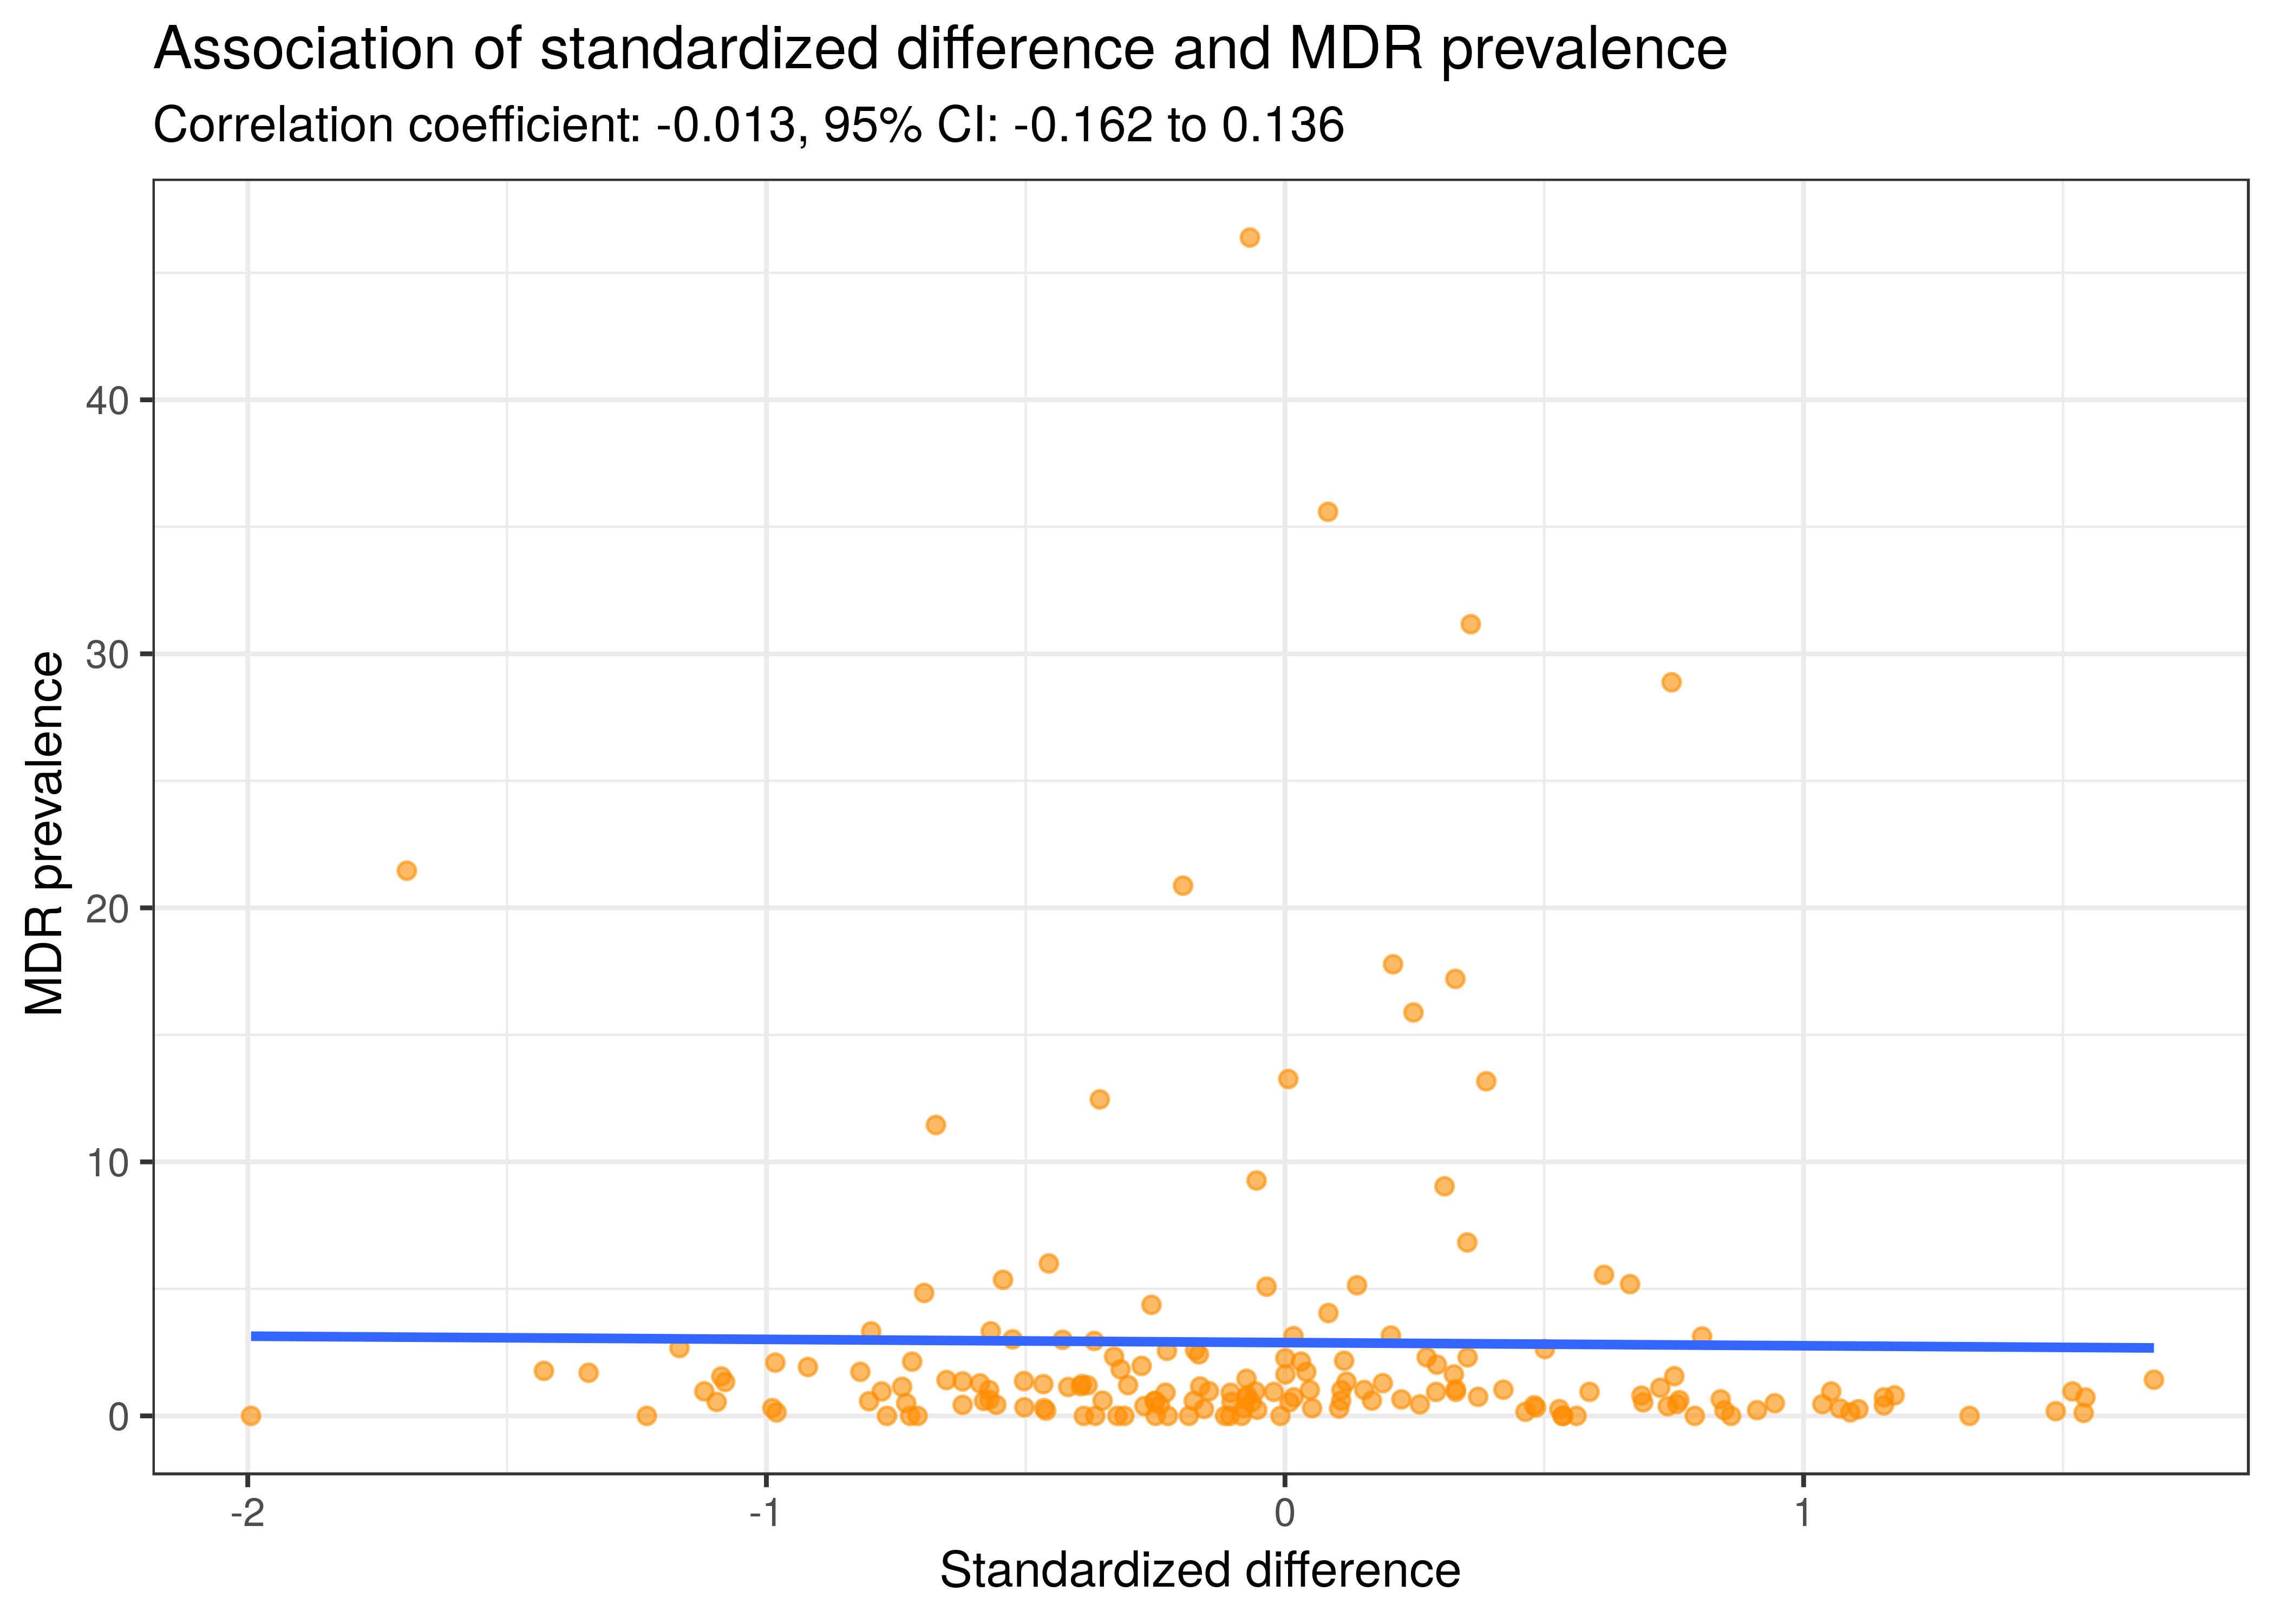 Association of standardized difference and MDR prevalence
Correlation coefficient: -0.013, 95% CI: -0.162 to 0.136
MDR prevalence
40
30
20
10
0
-2
-1
0
1
Standardized difference